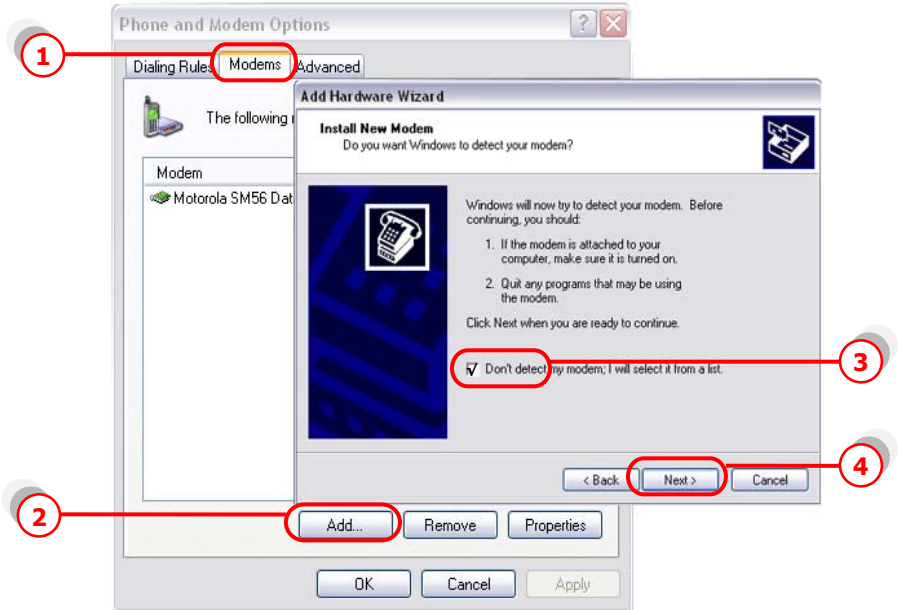 Phone and Modem Options
1
Dialing Rules Modems Advanced
The following
Modem
Motorola SM56 Dat
Add Hardware Wizard
Install New Modem
Do you want Windows to detect your modem?
Windows will now try to detect your modem. Before
continuing, you should:
1. If the modem is attached to your
computer, make sure it is turned on.
2. Quit any programs that may be using
the modem.
Click Next when you are ready to continue.
Don't detect my modem; I will select it from a list.
3
< Back Next > Cancel
4
2
Add... Remove Properties
OK Cancel Apply